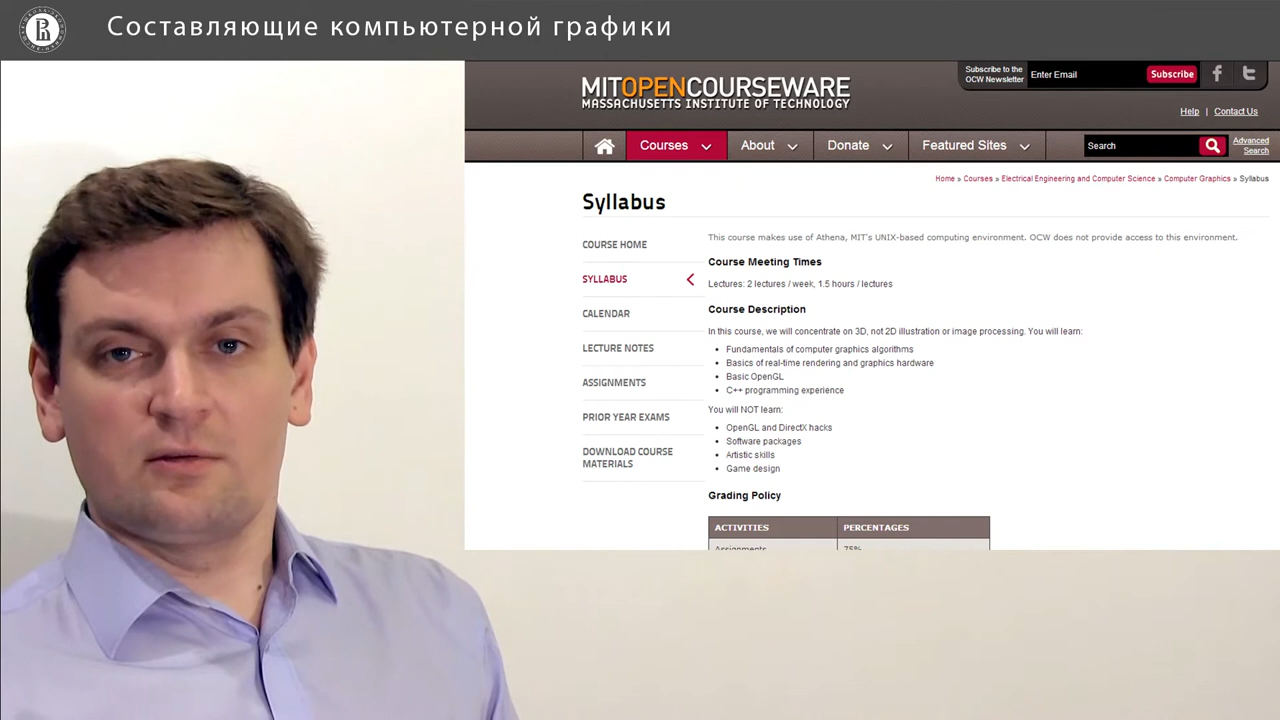 Составляющие компьютерной графики
MITOPENCOURSEWARE
MASSACHUSETTS INSTITUTE OF TECHNOLOGY
Subscribe to the
OCW Newsletter
Enter Email
Subscribe
Help | Contact Us
Courses
About
Donate
Featured Sites
Search
Advanced
Search
Home » Courses » Electrical Engineering and Computer Science » Computer Graphics » Syllabus
Syllabus
COURSE HOME
SYLLABUS
CALENDAR
LECTURE NOTES
ASSIGNMENTS
PRIOR YEAR EXAMS
DOWNLOAD COURSE
MATERIALS
This course makes use of Athena, MIT's UNIX-based computing environment. OCW does not provide access to this environment.
Course Meeting Times
Lectures: 2 lectures / week, 1.5 hours / lectures
Course Description
In this course, we will concentrate on 3D, not 2D illustration or image processing. You will learn:
• Fundamentals of computer graphics algorithms
• Basics of real-time rendering and graphics hardware
• Basic OpenGL
• C++ programming experience
You will NOT learn:
• OpenGL and DirectX hacks
• Software packages
• Artistic skills
• Game design
Grading Policy
ACTIVITIES PERCENTAGES
Assignments 75%